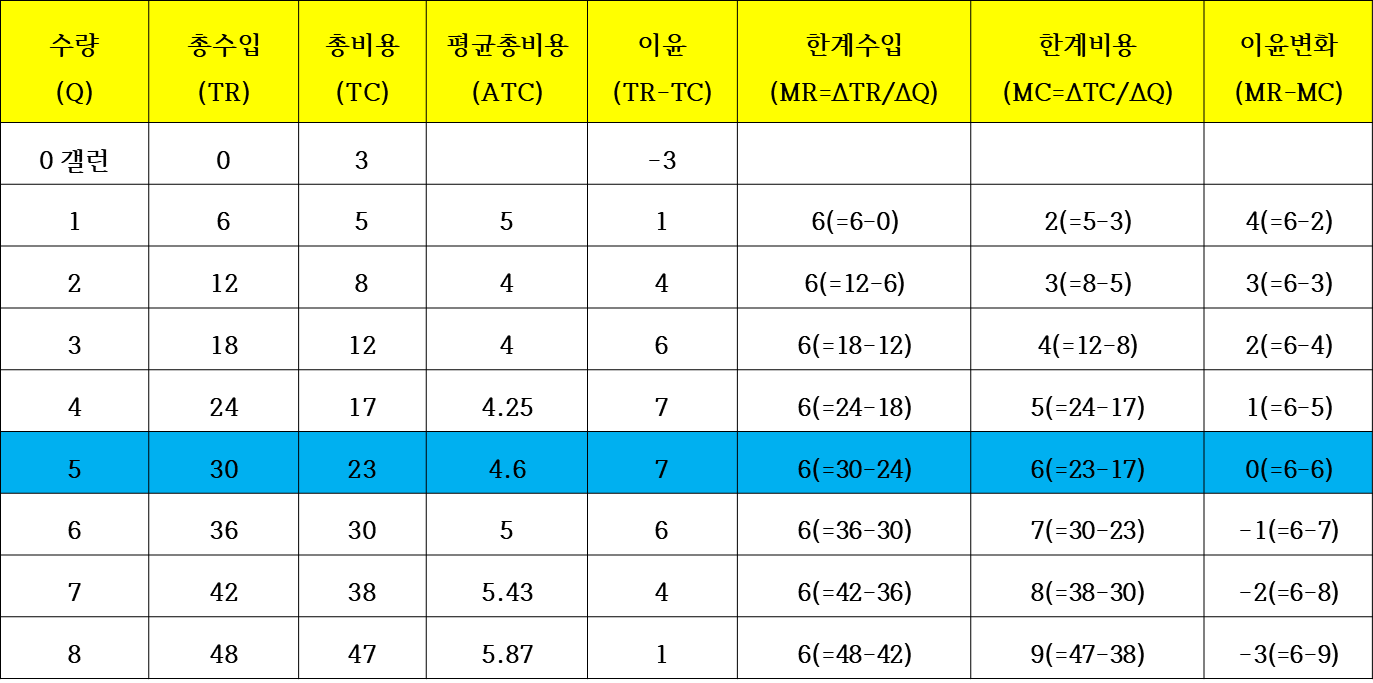 수량 총수입 총비용 평균총비용 이윤 한계수입 한계비용 이윤변화
(Q) (TR) (TC) (ATC) (TR-TC) (MR=ΔTR/ΔQ) (MC=ΔTC/ΔQ) (MR-MC)
0 갤런 0 3 -3
1 6 5 5 1 6(=6-0) 2(=5-3) 4(=6-2)
2 12 8 4 4 6(=12-6) 3(=8-5) 3(=6-3)
3 18 12 4 6 6(=18-12) 4(=12-8) 2(=6-4)
4 24 17 4.25 7 6(=24-18) 5(=24-17) 1(=6-5)
5 30 23 4.6 7 6(=30-24) 6(=23-17) 0(=6-6)
6 36 30 5 6 6(=36-30) 7(=30-23) -1(=6-7)
7 42 38 5.43 4 6(=42-36) 8(=38-30) -2(=6-8)
8 48 47 5.87 1 6(=48-42) 9(=47-38) -3(=6-9)